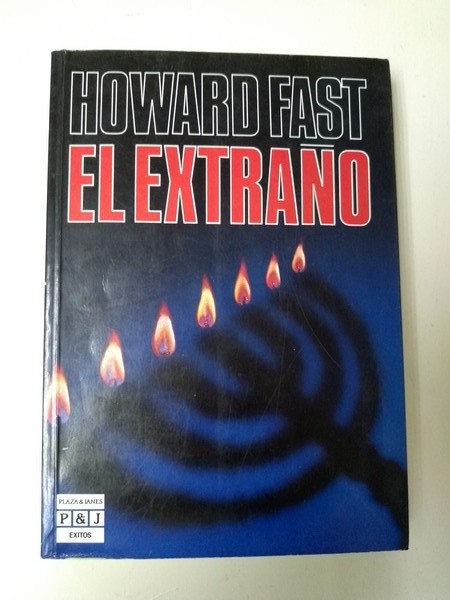 HOWARD FAST
EL EXTRAÑO
PLAZA & JANES
P & J
EXITOS